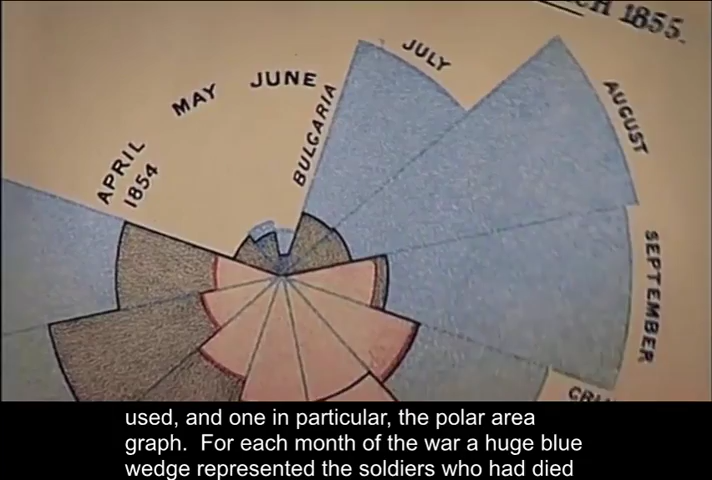 1855.
JULY
JUNE
MAY
AUGUST
BULGARIA
APRIL
1854
SEPTEMBER
used, and one in particular, the polar area
graph. For each month of the war a huge blue
wedge represented the soldiers who had died